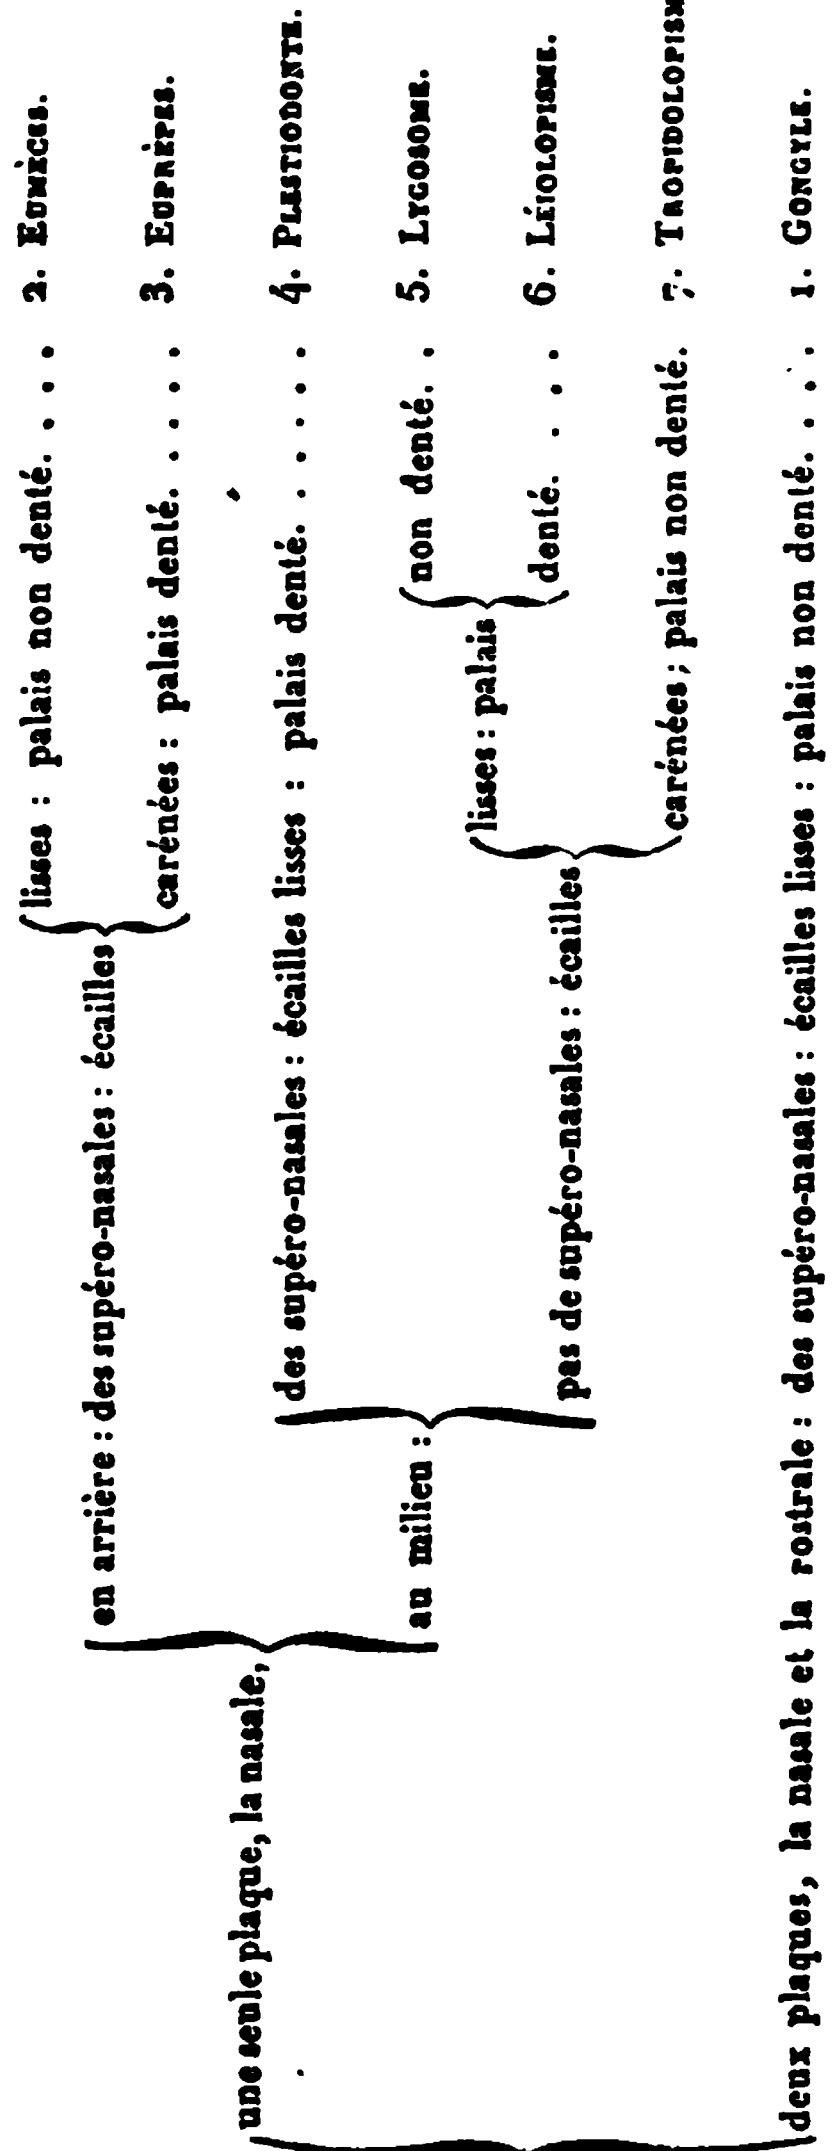 lisses : palais non denté. . . . 2. EUMÈCES.
en arrière : des supéro-nasales : écailles
carénées : palais denté. . . . . 3. EUPRÈPES.
une seule plaque, la nasale,
des supéro-nasales : écailles lisses : palais denté. . . . . . 4. PLESTIODONTE.
au milieu :
non denté. . 5. LYGOSOME.
lisses : palais
denté. . . . 6. LÉIOLOPISME.
pas de supéro-nasales : écailles
carénées ; palais non denté. 7. TROPIDOLOPISM
deux plaques, la nasale et la rostrale : des supéro-nasales : écailles lisses : palais non denté. . . . 1. GONGYLE.